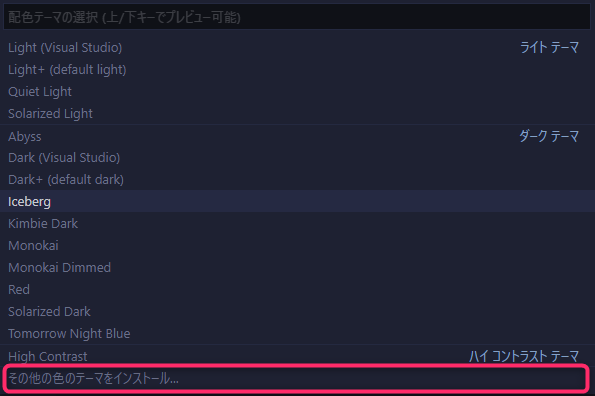 配色テーマの選択 (上/下キーでプレビュー可能)
Light (Visual Studio) ライト テーマ
Light+ (default light)
Quiet Light
Solarized Light
Abyss ダーク テーマ
Dark (Visual Studio)
Dark+ (default dark)
Iceberg
Kimbie Dark
Monokai
Monokai Dimmed
Red
Solarized Dark
Tomorrow Night Blue
High Contrast ハイ コントラスト テーマ
その他の色のテーマをインストール...